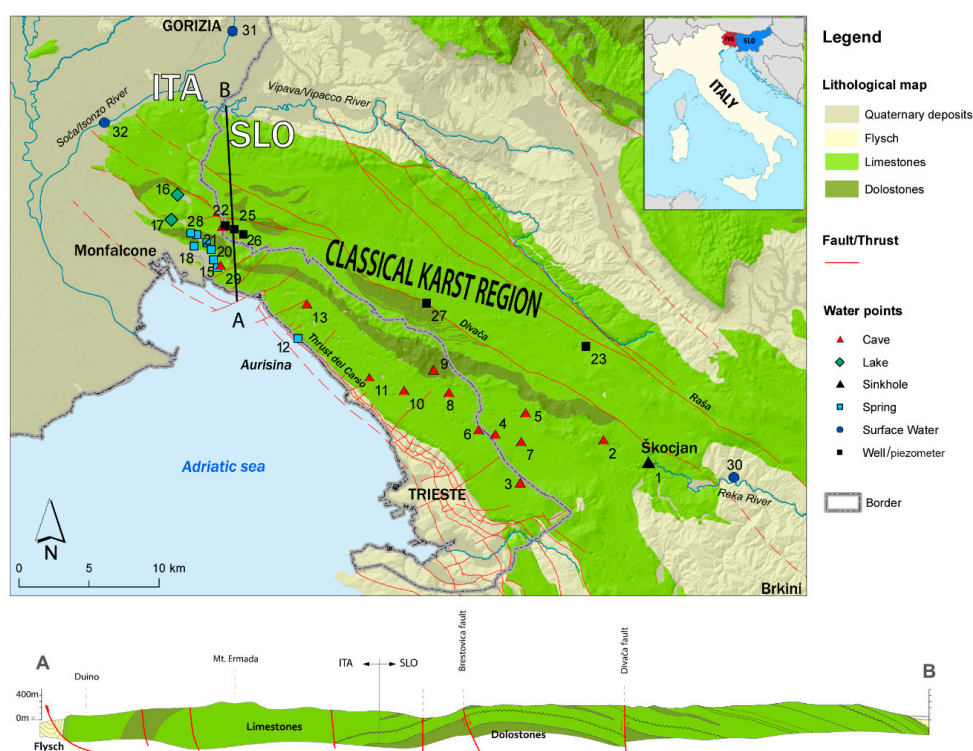 GORIZIA
31
ITA
B
Vipava/Vipacco River
SLO
Soča/Isonzo River
32
16
17
22
25
28
21
26
20
18
15
29
Monfalcone
A
CLASSICAL KARST REGION
27
Divača
23
13
12
Aurisina
Thrust del Carso
11
10
9
8
5
6
4
7
3
2
Raša
Škocjan
1
30
Reka River
Adriatic sea
TRIESTE
N
0 5 10 km
Brkini
FVG
SLO
ITALY
Legend
Lithological map
Quaternary deposits
Flysch
Limestones
Dolostones
Fault/Thrust
Water points
Cave
Lake
Sinkhole
Spring
Surface Water
Well/piezometer
Border
A
B
Duino
Mt. Ermada
ITA
SLO
Brestovica fault
Divača fault
400m
0m
Flysch
Limestones
Dolostones